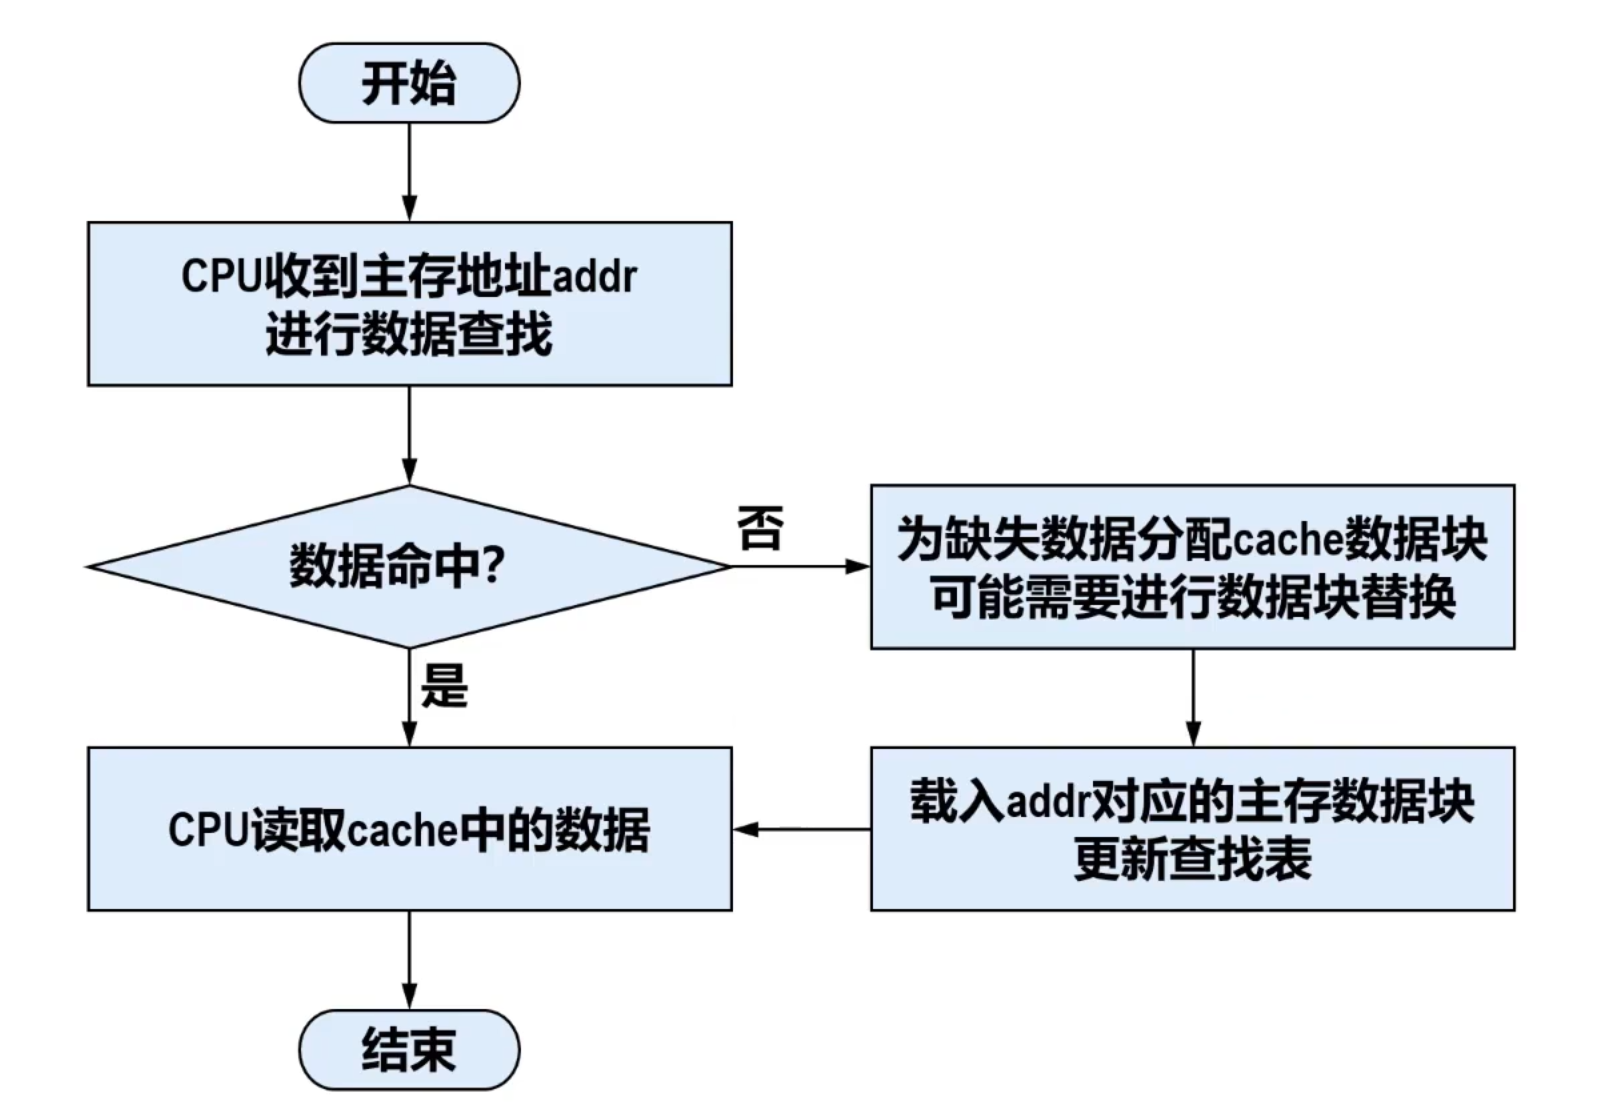 开始
CPU收到主存地址addr
进行数据查找
数据命中？
否
为缺失数据分配cache数据块
可能需要进行数据块替换
是
CPU读取cache中的数据
载入addr对应的主存数据块
更新查找表
结束